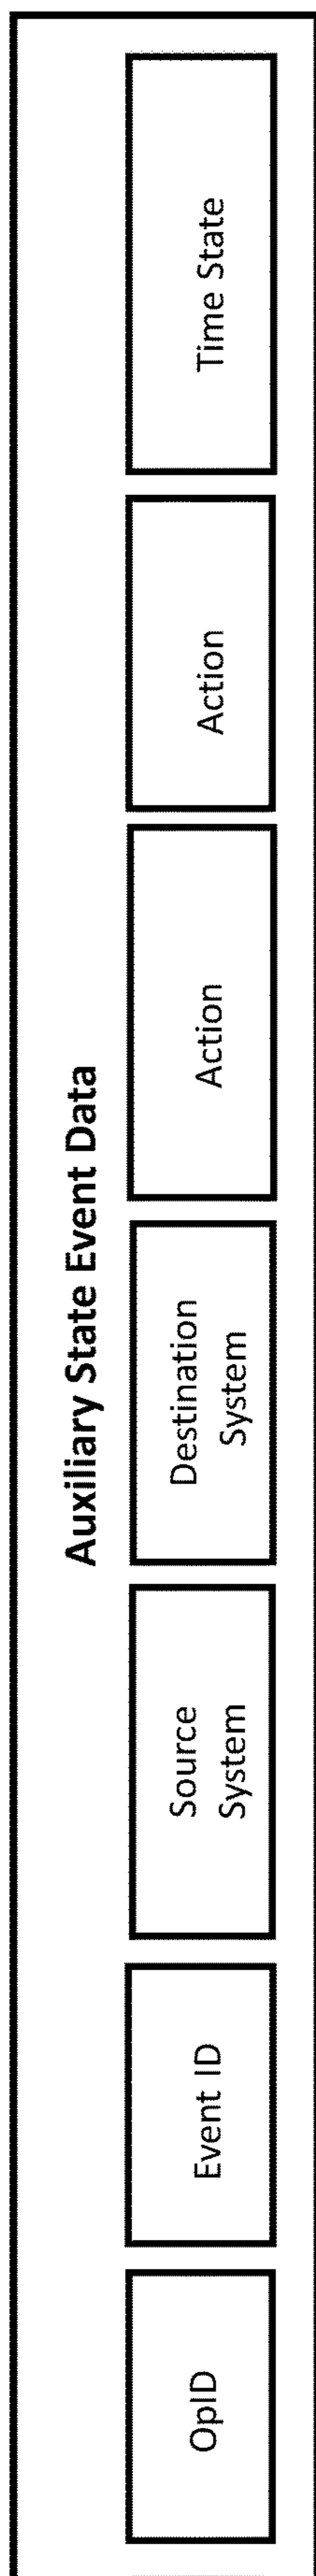 Auxiliary State Event Data
OpID
Event ID
Source
System
Destination
System
Action
Action
Time State